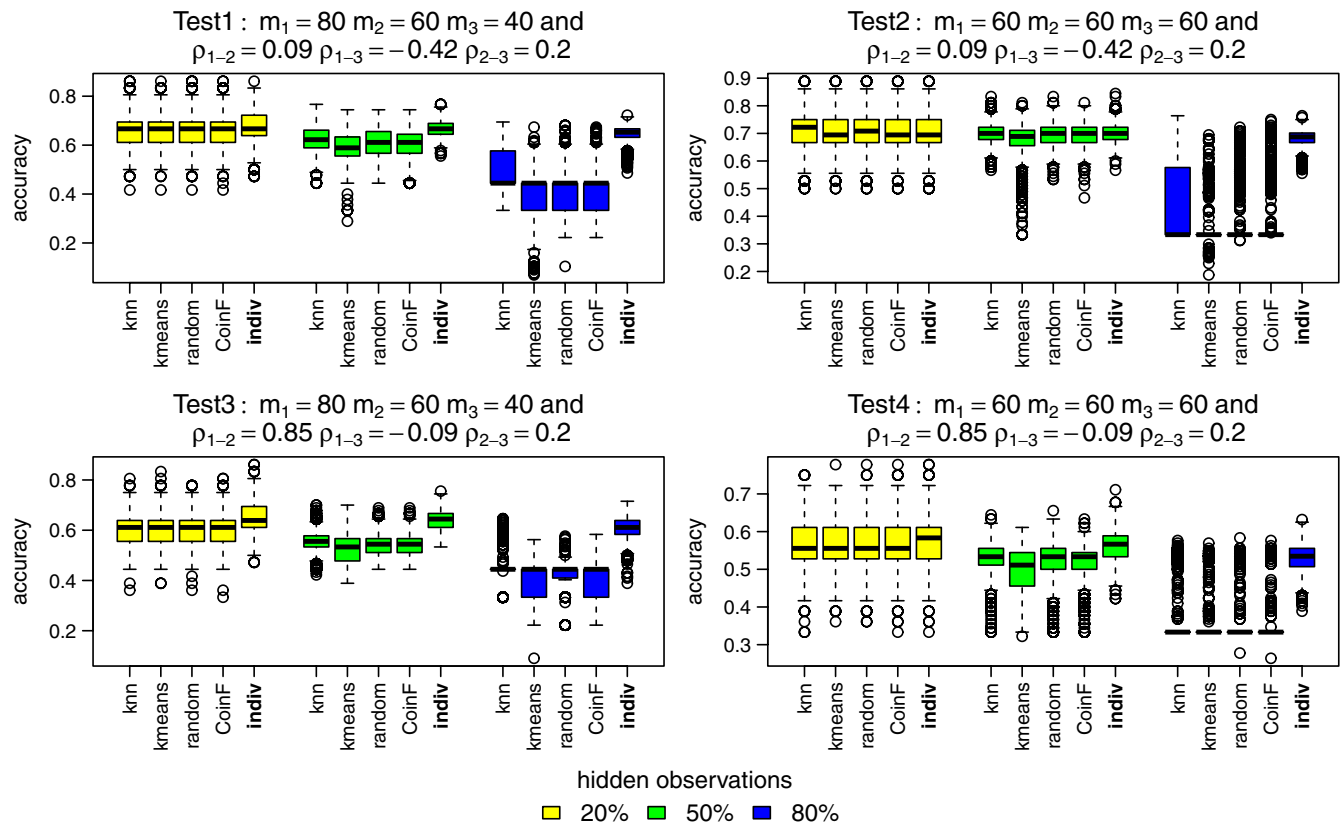 Test1 : m₁ = 80 m₂ = 60 m₃ = 40 and
ρ₁₋₂ = 0.09 ρ₁₋₃ = −0.42 ρ₂₋₃ = 0.2
accuracy
0.8
0.6
0.4
0.2
knn kmeans random CoinF indiv knn kmeans random CoinF indiv knn kmeans random CoinF indiv
Test2 : m₁ = 60 m₂ = 60 m₃ = 60 and
ρ₁₋₂ = 0.09 ρ₁₋₃ = −0.42 ρ₂₋₃ = 0.2
accuracy
0.9
0.8
0.7
0.6
0.5
0.4
0.3
0.2
knn kmeans random CoinF indiv knn kmeans random CoinF indiv knn kmeans random CoinF indiv
Test3 : m₁ = 80 m₂ = 60 m₃ = 40 and
ρ₁₋₂ = 0.85 ρ₁₋₃ = −0.09 ρ₂₋₃ = 0.2
accuracy
0.8
0.6
0.4
0.2
knn kmeans random CoinF indiv knn kmeans random CoinF indiv knn kmeans random CoinF indiv
Test4 : m₁ = 60 m₂ = 60 m₃ = 60 and
ρ₁₋₂ = 0.85 ρ₁₋₃ = −0.09 ρ₂₋₃ = 0.2
accuracy
0.7
0.6
0.5
0.4
0.3
knn kmeans random CoinF indiv knn kmeans random CoinF indiv knn kmeans random CoinF indiv
hidden observations
20% 50% 80%